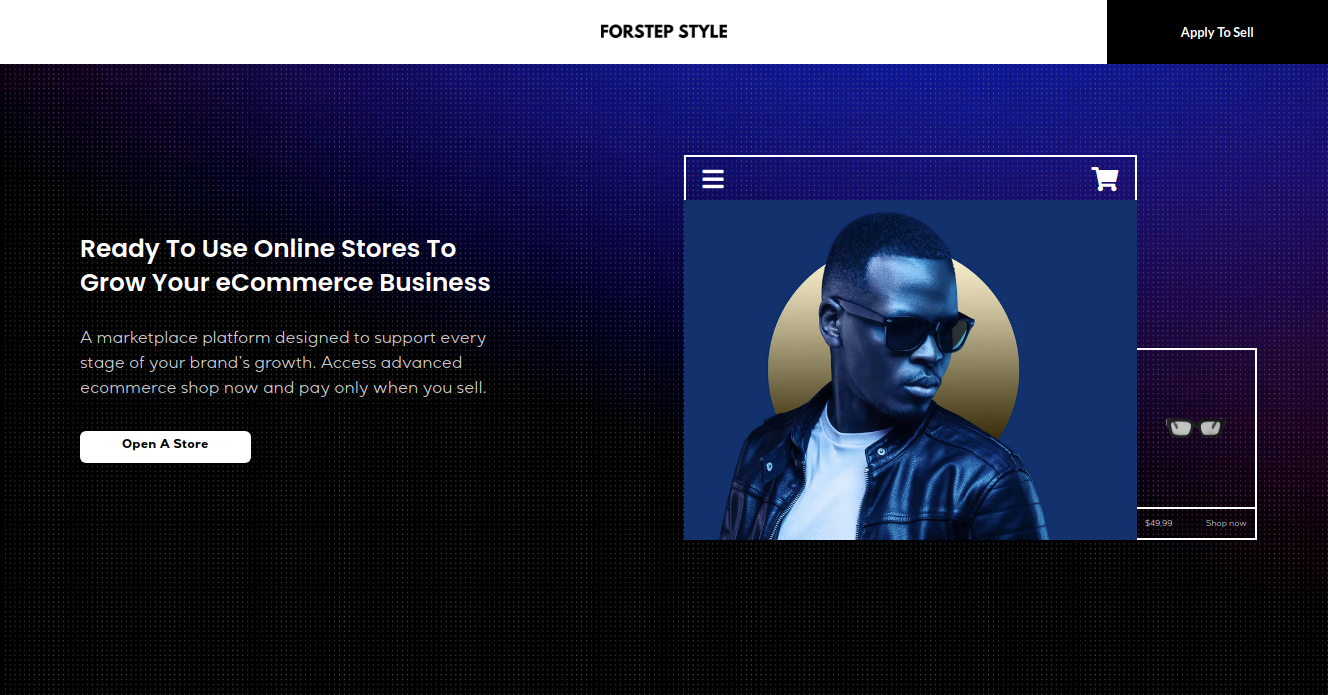 FORSTEP STYLE
Apply To Sell
Ready To Use Online Stores To
Grow Your eCommerce Business
A marketplace platform designed to support every
stage of your brand's growth. Access advanced
ecommerce shop now and pay only when you sell.
Open A Store
$49.99 Shop now